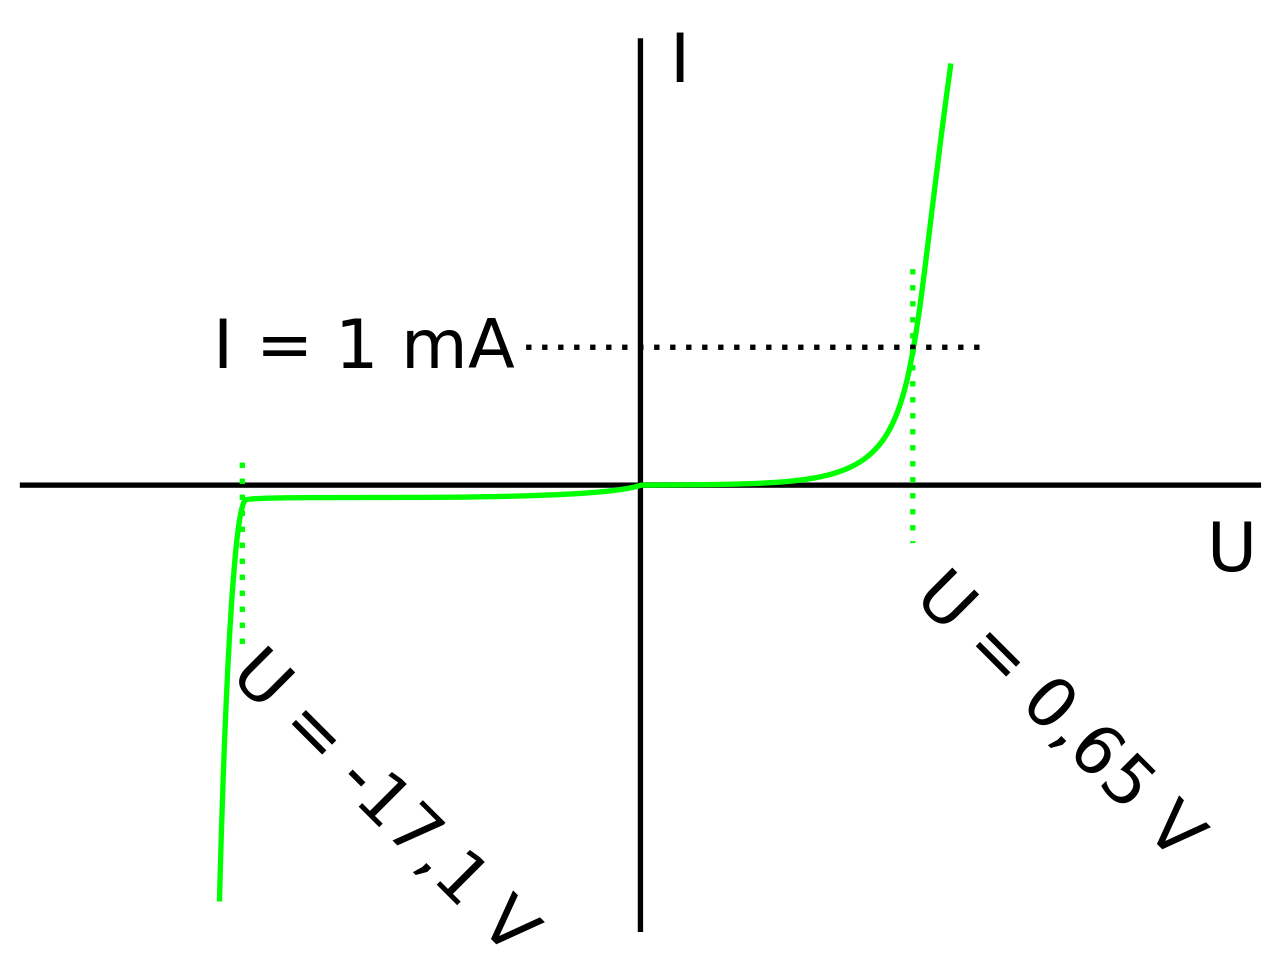 I
I = 1 mA
U
U = 0,65 V
U = -17,1 V